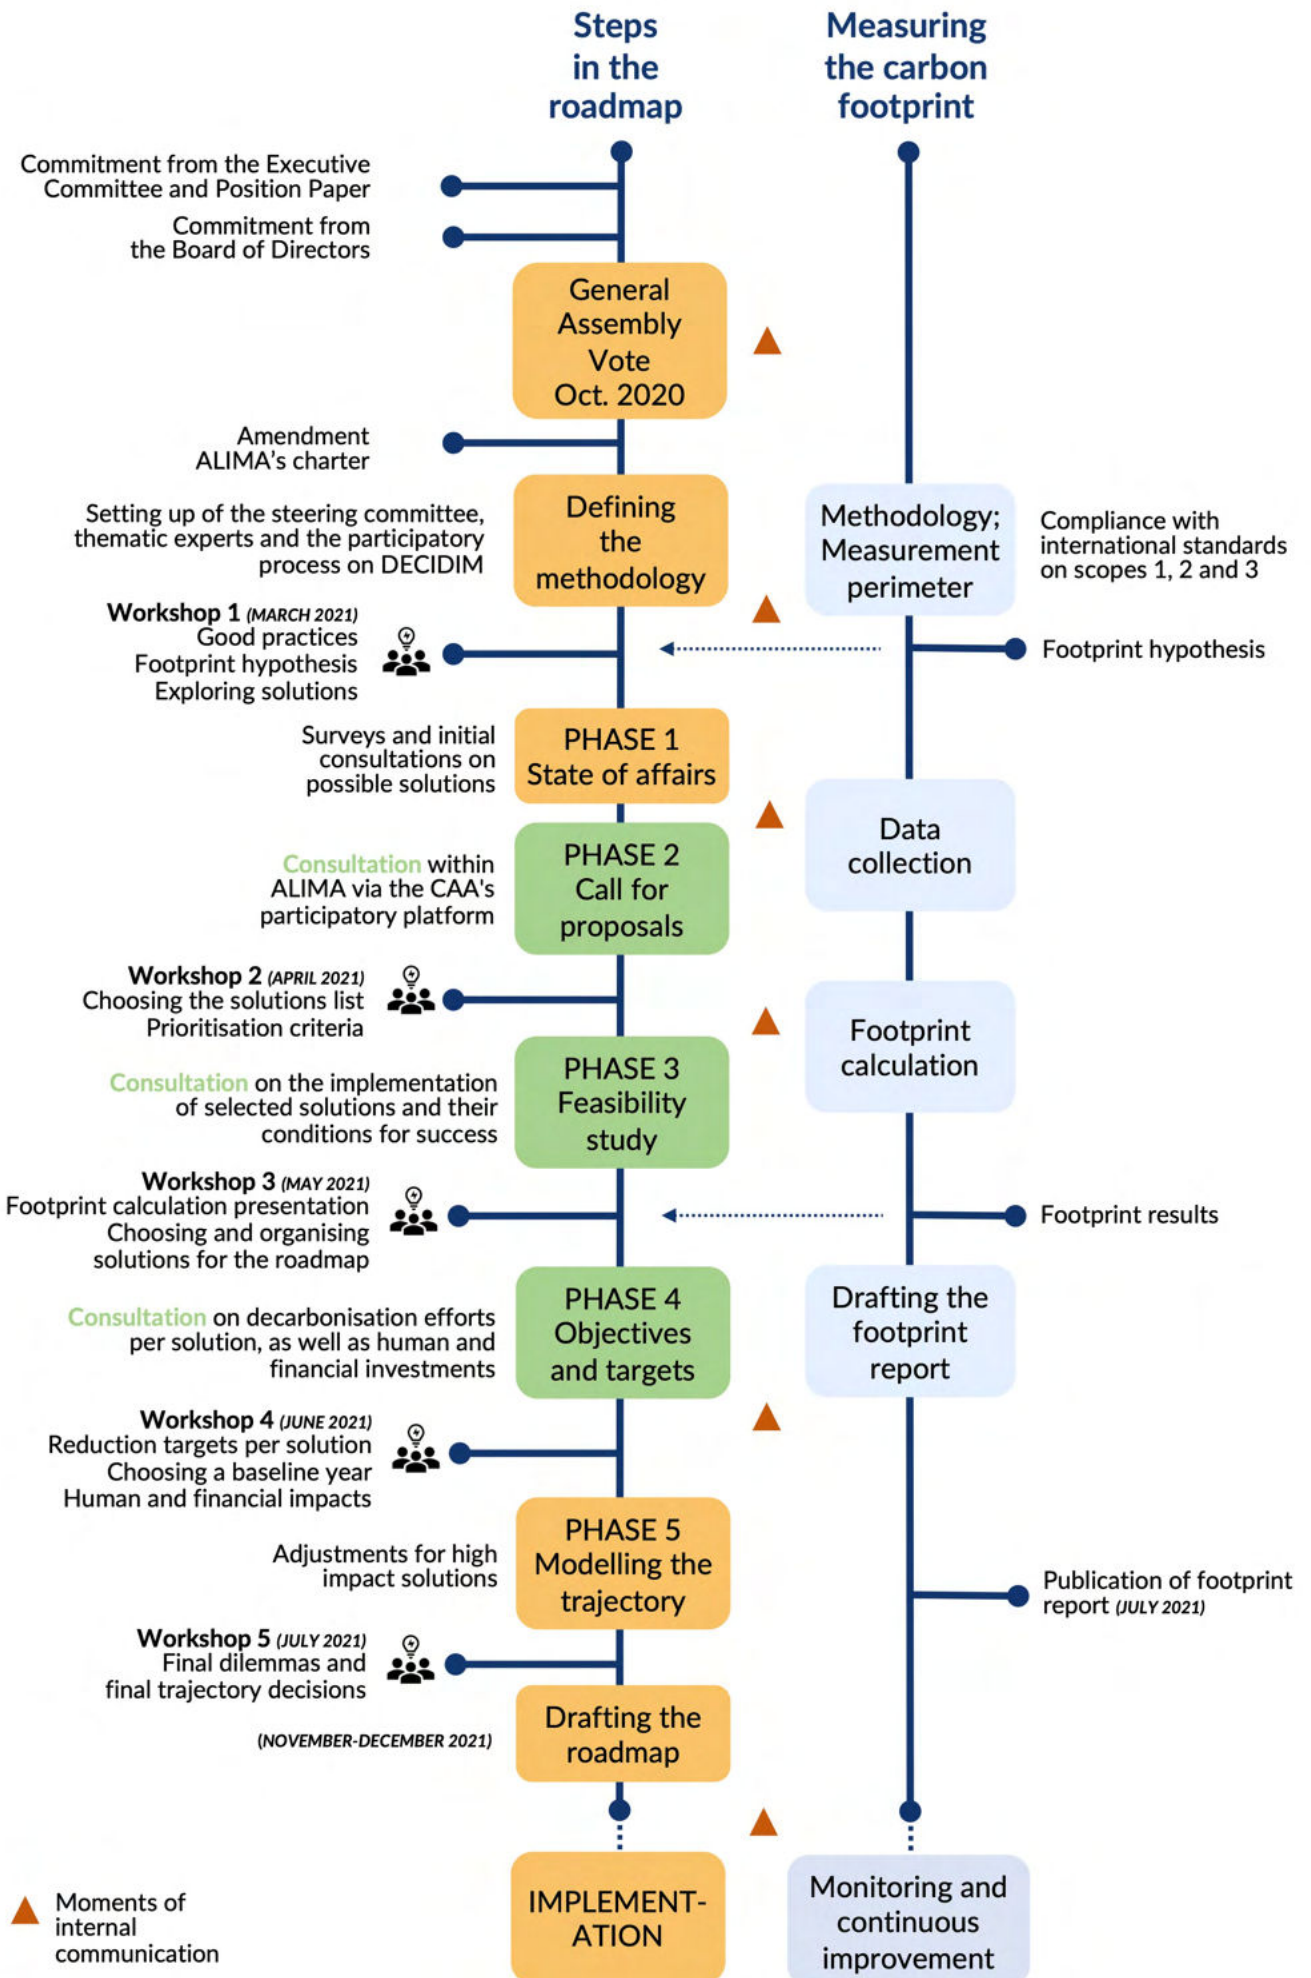 Steps
in the
roadmap
Measuring
the carbon
footprint
Commitment from the Executive
Committee and Position Paper
Commitment from
the Board of Directors
General
Assembly
Vote
Oct. 2020
Amendment
ALIMA's charter
Setting up of the steering committee,
thematic experts and the participatory
process on DECIDIM
Defining
the
methodology
Methodology;
Measurement
perimeter
Compliance with
international standards
on scopes 1, 2 and 3
Workshop 1 (MARCH 2021)
Good practices
Footprint hypothesis
Exploring solutions
Footprint hypothesis
Surveys and initial
consultations on
possible solutions
PHASE 1
State of affairs
Data
collection
Consultation within
ALIMA via the CAA's
participatory platform
PHASE 2
Call for
proposals
Workshop 2 (APRIL 2021)
Choosing the solutions list
Prioritisation criteria
Footprint
calculation
Consultation on the implementation
of selected solutions and their
conditions for success
PHASE 3
Feasibility
study
Workshop 3 (MAY 2021)
Footprint calculation presentation
Choosing and organising
solutions for the roadmap
Footprint results
Consultation on decarbonisation efforts
per solution, as well as human and
financial investments
PHASE 4
Objectives
and targets
Drafting the
footprint
report
Workshop 4 (JUNE 2021)
Reduction targets per solution
Choosing a baseline year
Human and financial impacts
Adjustments for high
impact solutions
PHASE 5
Modelling the
trajectory
Publication of footprint
report (JULY 2021)
Workshop 5 (JULY 2021)
Final dilemmas and
final trajectory decisions
(NOVEMBER-DECEMBER 2021)
Drafting the
roadmap
IMPLEMENT-
ATION
Monitoring and
continuous
improvement
Moments of
internal
communication